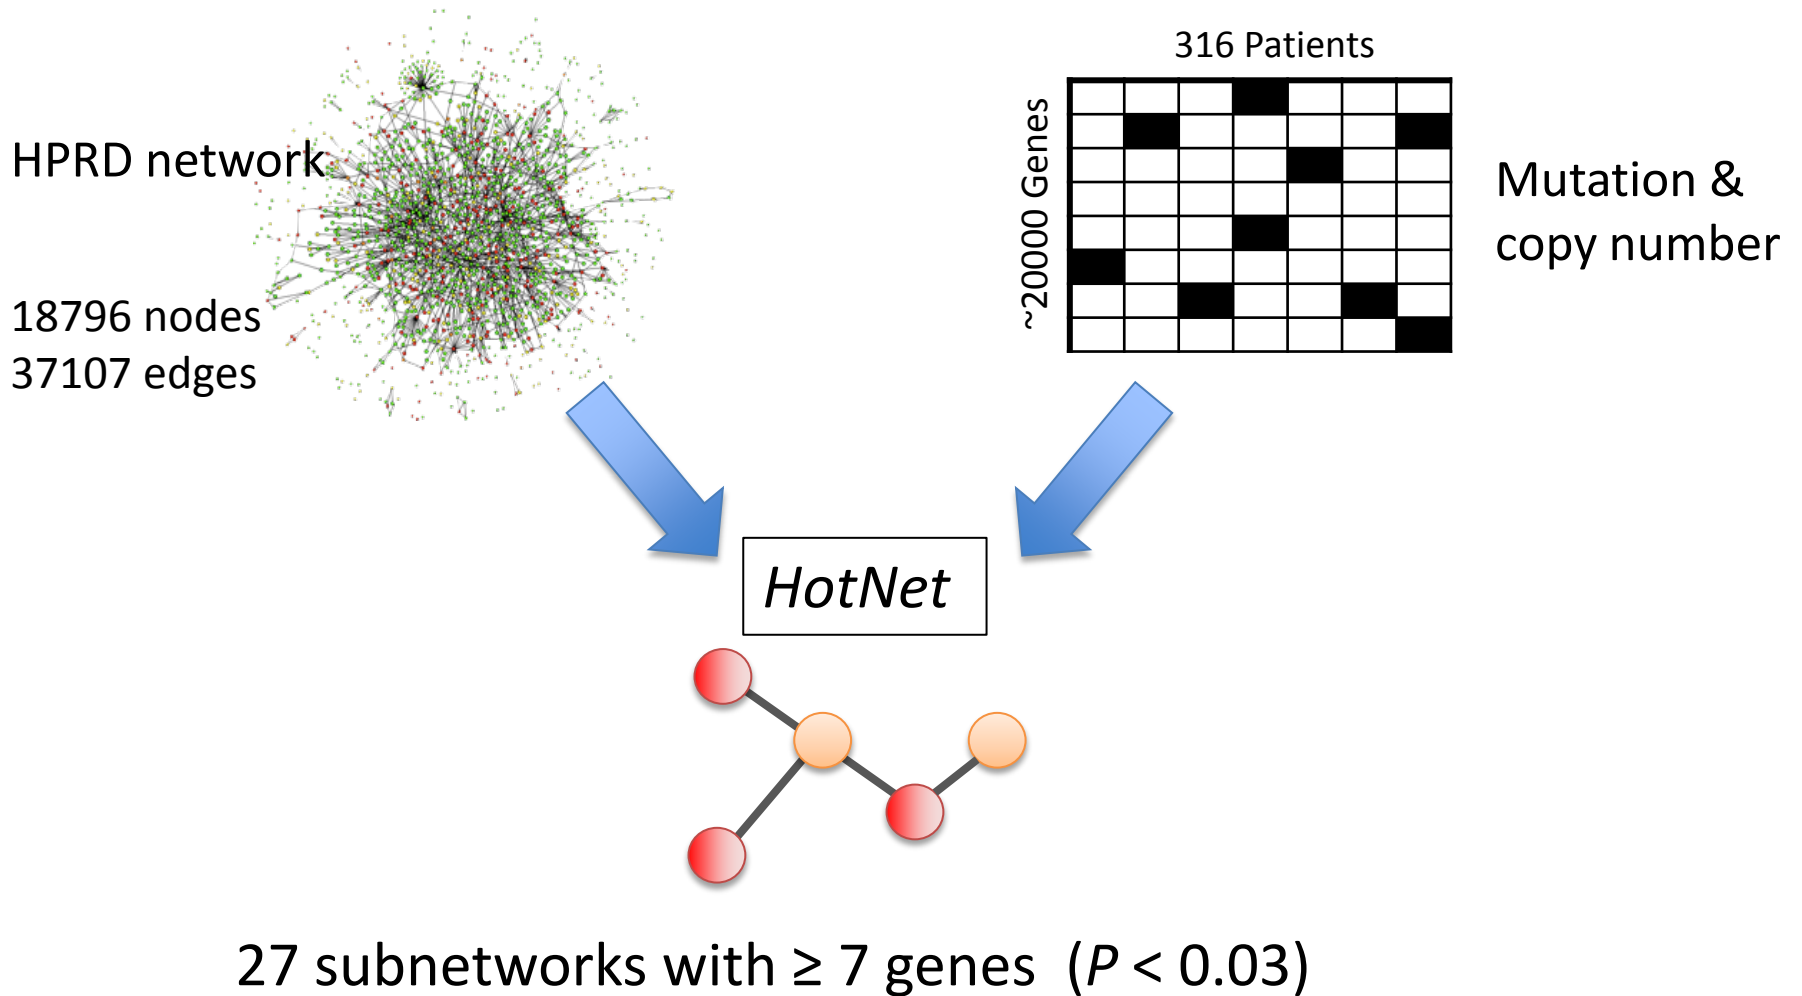 316 Patients
HPRD network
~20000 Genes
Mutation &
copy number
18796 nodes
37107 edges
HotNet
27 subnetworks with ≥ 7 genes (P < 0.03)